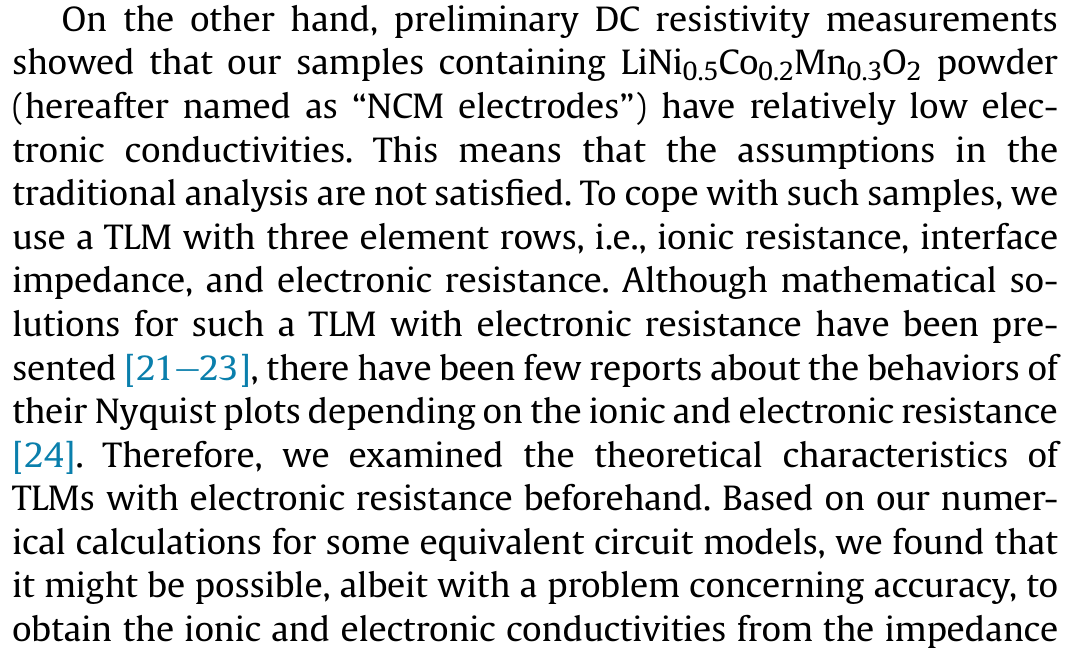 On the other hand, preliminary DC resistivity measurements
showed that our samples containing LiNi₀.₅Co₀.₂Mn₀.₃O₂ powder
(hereafter named as “NCM electrodes”) have relatively low elec-
tronic conductivities. This means that the assumptions in the
traditional analysis are not satisfied. To cope with such samples, we
use a TLM with three element rows, i.e., ionic resistance, interface
impedance, and electronic resistance. Although mathematical so-
lutions for such a TLM with electronic resistance have been pre-
sented [21–23], there have been few reports about the behaviors of
their Nyquist plots depending on the ionic and electronic resistance
[24]. Therefore, we examined the theoretical characteristics of
TLMs with electronic resistance beforehand. Based on our numer-
ical calculations for some equivalent circuit models, we found that
it might be possible, albeit with a problem concerning accuracy, to
obtain the ionic and electronic conductivities from the impedance